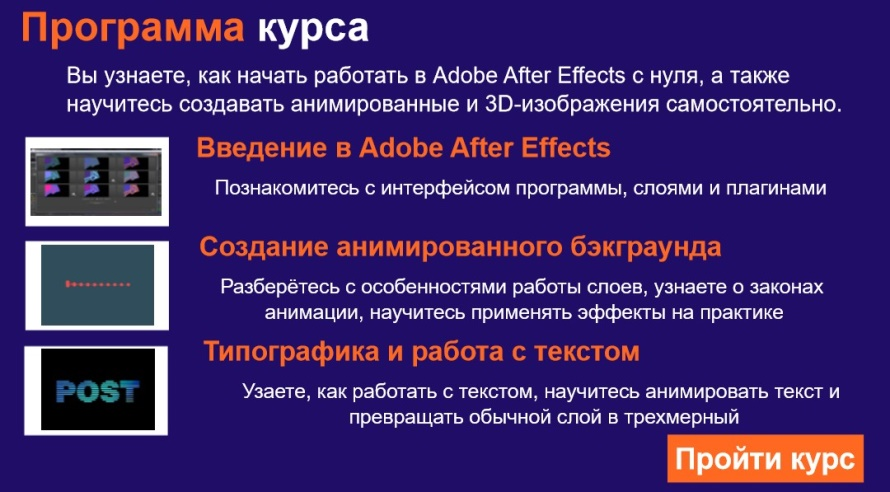 Программа курса
Вы узнаете, как начать работать в Adobe After Effects с нуля, а также
научитесь создавать анимированные и 3D-изображения самостоятельно.
Введение в Adobe After Effects
Познакомитесь с интерфейсом программы, слоями и плагинами
Создание анимированного бэкграунда
Разберётесь с особенностями работы слоев, узнаете о законах
анимации, научитесь применять эффекты на практике
POST
Типографика и работа с текстом
Узаете, как работать с текстом, научитесь анимировать текст и
превращать обычной слой в трехмерный
Пройти курс